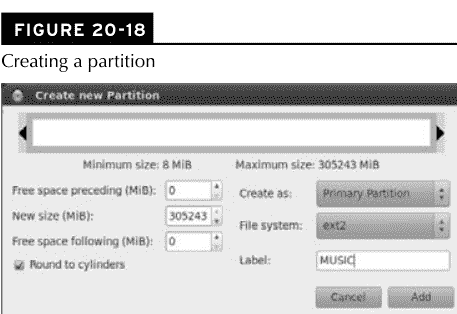 FIGURE 20-18
Creating a partition
Create new Partition
Minimum size: 8 MiB Maximum size: 305243 MiB
Free space preceding (MiB): 0 Create as: Primary Partition
New size (MiB): 305243 File system: ext2
Free space following (MiB): 0 Label: MUSIC
Round to cylinders
Cancel Add